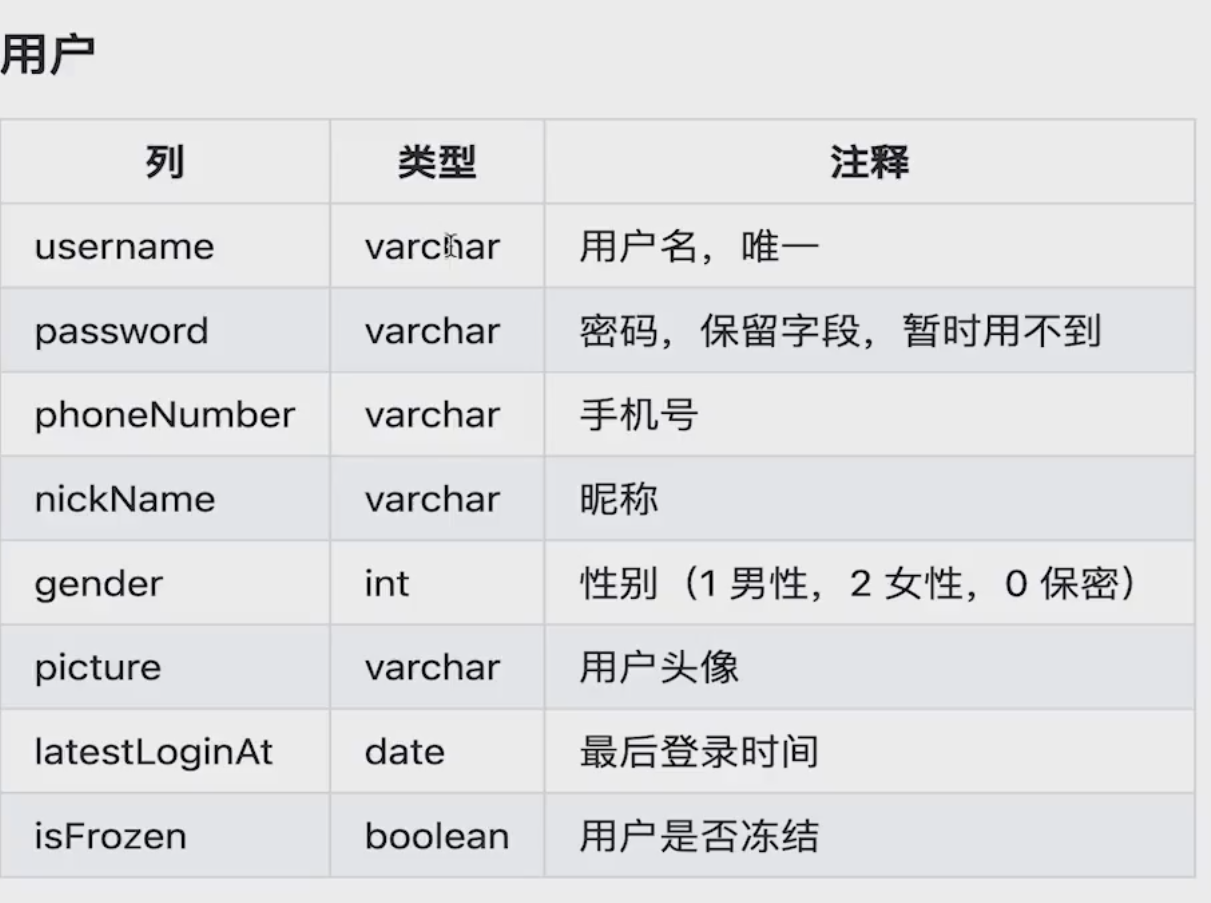 用户
列 类型 注释
username varchar 用户名，唯一
password varchar 密码，保留字段，暂时用不到
phoneNumber varchar 手机号
nickName varchar 昵称
gender int 性别（1 男性，2 女性，0 保密）
picture varchar 用户头像
latestLoginAt date 最后登录时间
isFrozen boolean 用户是否冻结